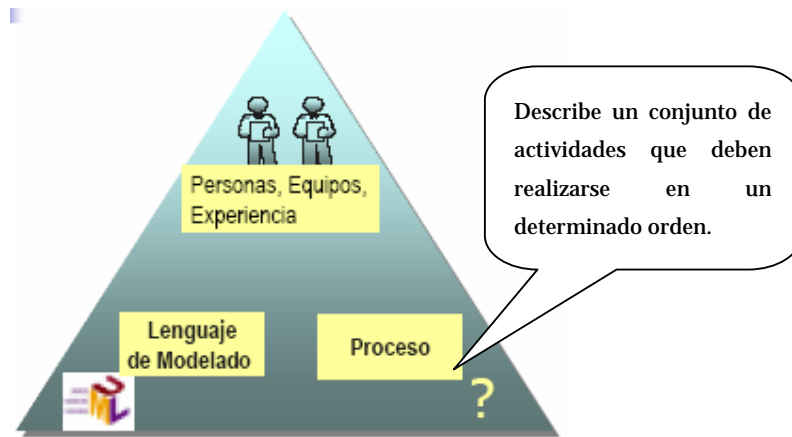 Personas, Equipos,
Experiencia
Lenguaje
de Modelado
Proceso
UML
?
Describe un conjunto de
actividades que deben
realizarse en un
determinado orden.